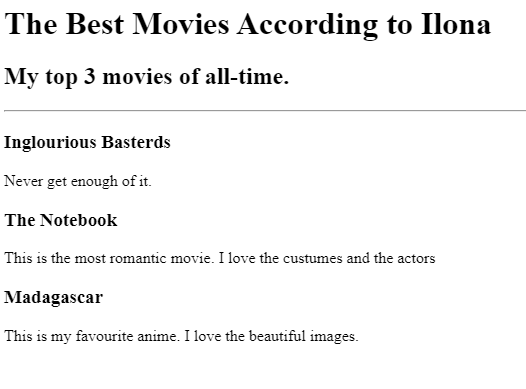 The Best Movies According to Ilona
My top 3 movies of all-time.
Inglourious Basterds
Never get enough of it.
The Notebook
This is the most romantic movie. I love the custumes and the actors
Madagascar
This is my favourite anime. I love the beautiful images.